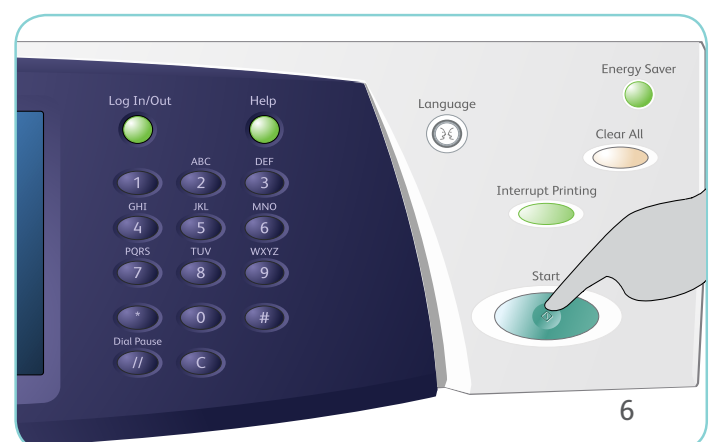 Energy Saver
Log In/Out Help
Language
Clear All
ABC DEF
1 2 3
Interrupt Printing
GHI JKL MNO
4 5 6
PQRS TUV WXYZ
7 8 9
Start
* 0 #
Dial Pause
// C
6